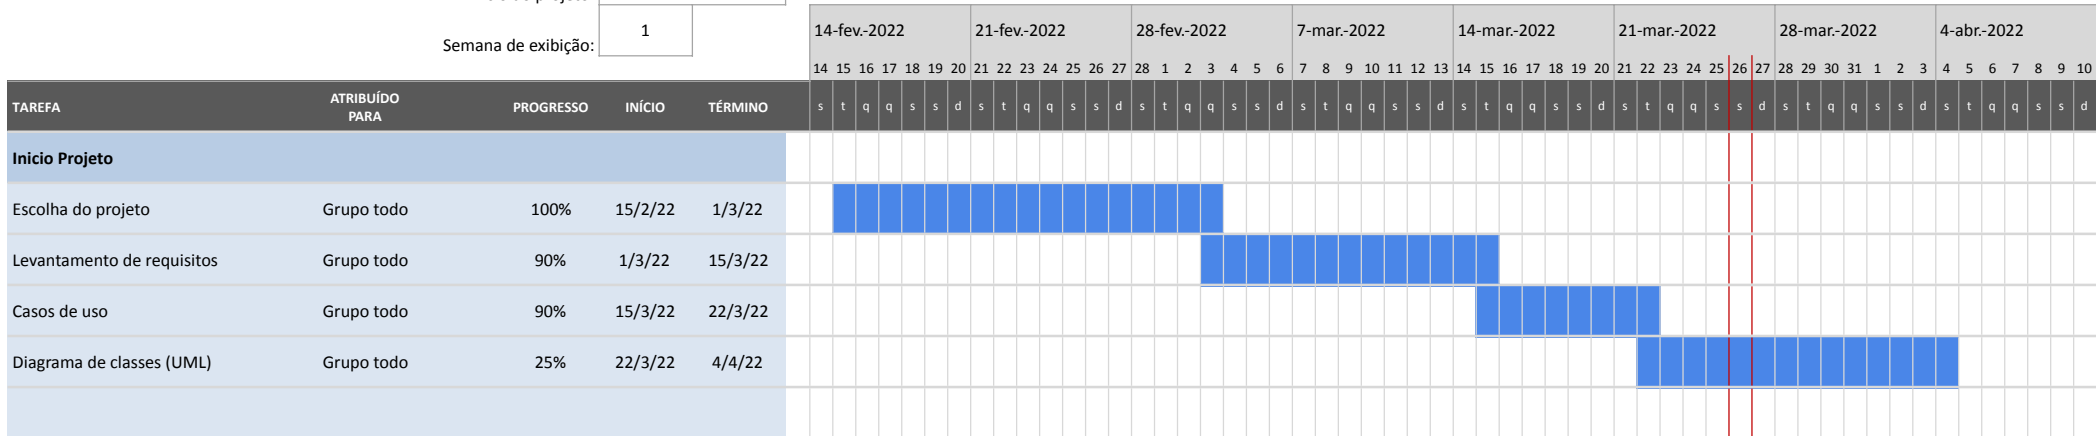 Semana de exibição: 1
14-fev.-2022 21-fev.-2022 28-fev.-2022 7-mar.-2022 14-mar.-2022 21-mar.-2022 28-mar.-2022 4-abr.-2022
14 15 16 17 18 19 20 21 22 23 24 25 26 27 28 1 2 3 4 5 6 7 8 9 10 11 12 13 14 15 16 17 18 19 20 21 22 23 24 25 26 27 28 29 30 31 1 2 3 4 5 6 7 8 9 10
TAREFA ATRIBUÍDO PARA PROGRESSO INÍCIO TÉRMINO s t q q s s d s t q q s s d s t q q s s d s t q q s s d s t q q s s d s t q q s s d s t q q s s d s t q q s s d
Inicio Projeto
Escolha do projeto Grupo todo 100% 15/2/22 1/3/22
Levantamento de requisitos Grupo todo 90% 1/3/22 15/3/22
Casos de uso Grupo todo 90% 15/3/22 22/3/22
Diagrama de classes (UML) Grupo todo 25% 22/3/22 4/4/22